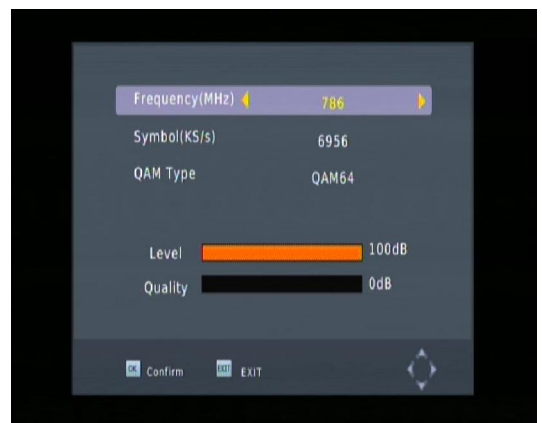 Frequency(MHz) 786
Symbol(KS/s) 6956
QAM Type QAM64
Level 100dB
Quality 0dB
OK Confirm EXIT EXIT